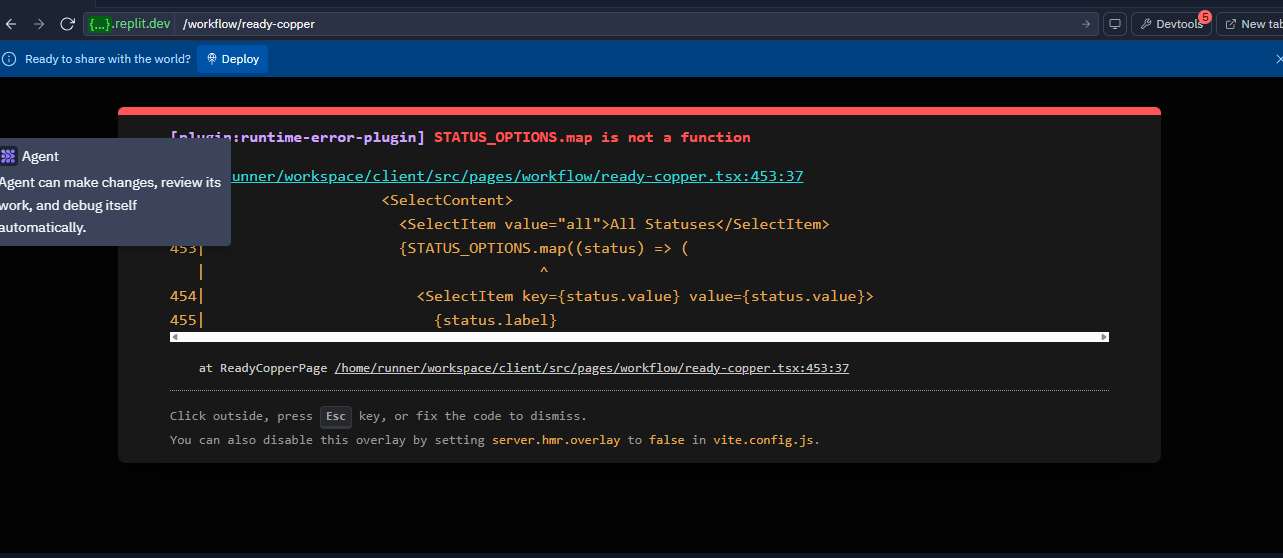 {...}.replit.dev /workflow/ready-copper
Devtools 5
New tab
Ready to share with the world? Deploy
[plugin:runtime-error-plugin] STATUS_OPTIONS.map is not a function
Agent
Agent can make changes, review its
work, and debug itself
automatically.
unner/workspace/client/src/pages/workflow/ready-copper.tsx:453:37
<SelectContent>
<SelectItem value="all">All Statuses</SelectItem>
453| {STATUS_OPTIONS.map((status) => (
| ^
454| <SelectItem key={status.value} value={status.value}>
455| {status.label}
at ReadyCopperPage /home/runner/workspace/client/src/pages/workflow/ready-copper.tsx:453:37
Click outside, press Esc key, or fix the code to dismiss.
You can also disable this overlay by setting server.hmr.overlay to false in vite.config.js.